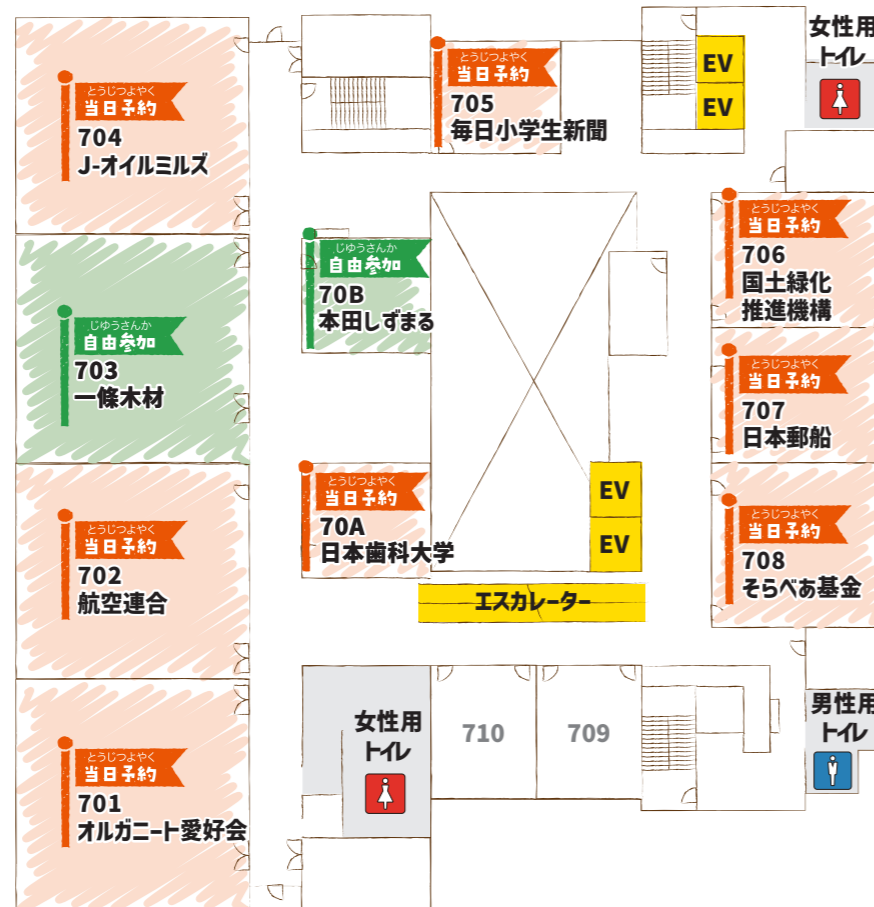 とうじつよやく
当日予約
704
J-オイルミルズ
とうじつよやく
当日予約
705
毎日小学生新聞
EV
EV
女性用
トイレ
じゆうさんか
自由参加
703
一條木材
じゆうさんか
自由参加
70B
本田しずまる
とうじつよやく
当日予約
706
国土緑化
推進機構
とうじつよやく
当日予約
707
日本郵船
とうじつよやく
当日予約
702
航空連合
とうじつよやく
当日予約
70A
日本歯科大学
EV
EV
エスカレーター
とうじつよやく
当日予約
708
そらべあ基金
とうじつよやく
当日予約
701
オルガニート愛好会
女性用
トイレ
710
709
男性用
トイレ